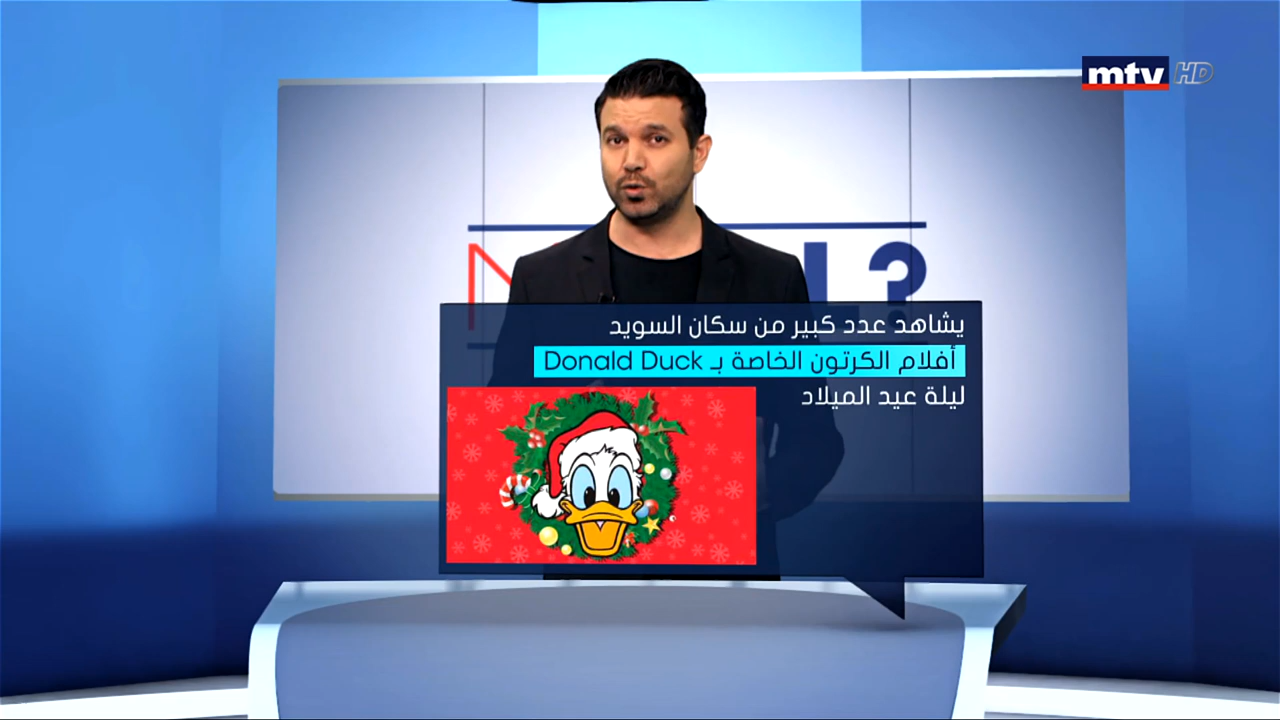 mtv HD
?
يشاهد عدد كبير من سكان السويد
أفلام الكرتون الخاصة بـ Donald Duck
ليلة عيد الميلاد